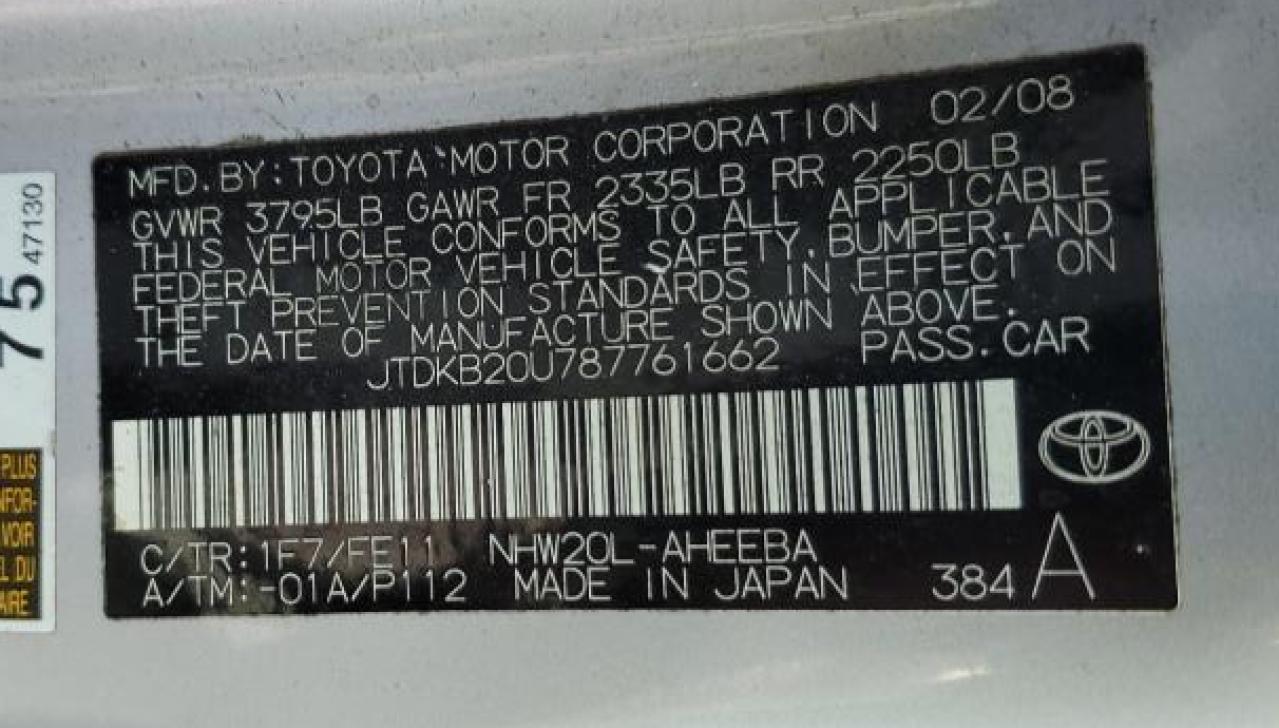 MFD. BY: TOYOTA MOTOR CORPORATION 02/08
GVWR 3795LB GAWR FR 2335LB RR 2250LB
THIS VEHICLE CONFORMS TO ALL APPLICABLE
FEDERAL MOTOR VEHICLE SAFETY, BUMPER, AND
THEFT PREVENTION STANDARDS IN EFFECT ON
THE DATE OF MANUFACTURE SHOWN ABOVE.
JTDKB20U787761662 PASS. CAR
C/TR: 1F7/FE11 NHW20L-AHEEBA
A/TM: -01A/P112 MADE IN JAPAN 384 A
75
47130
PLUS
NFOR-
VOIR
EL DU
AIRE